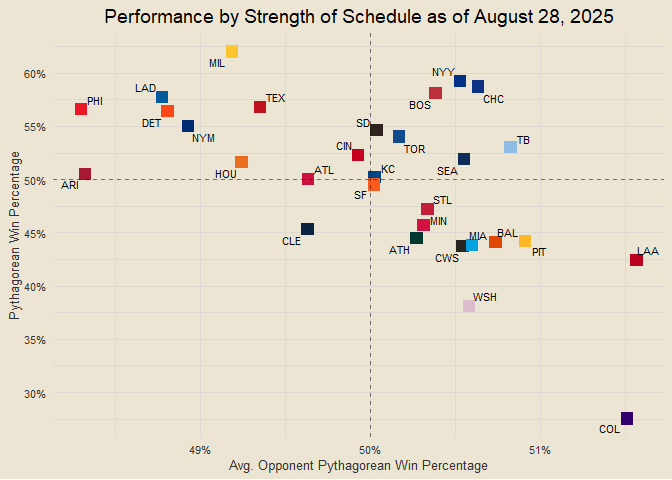 Performance by Strength of Schedule as of August 28, 2025
Pythagorean Win Percentage
60%
55%
50%
45%
40%
35%
30%
MIL
NYY
LAD
CHC
PHI
TEX
BOS
DET
SD
NYM
TOR
TB
CIN
HOU
ATL
KC
SEA
ARI
SF
STL
MIN
CLE
ATH
MIA
BAL
CWS
PIT
LAA
WSH
COL
49%
50%
51%
Avg. Opponent Pythagorean Win Percentage